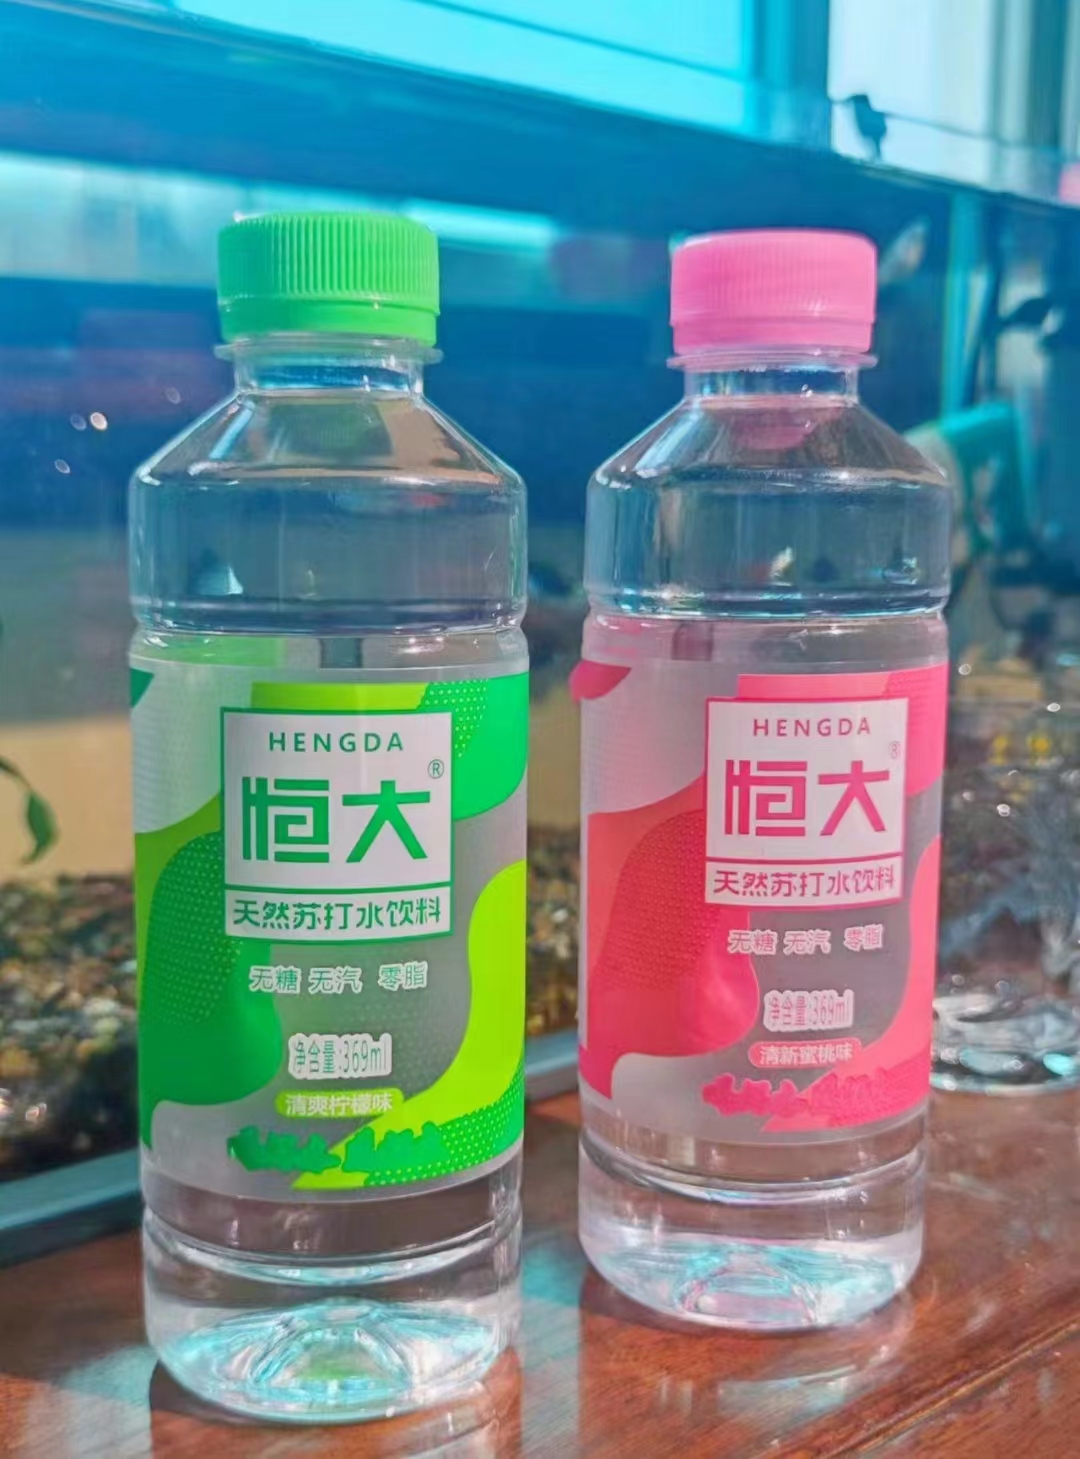 HENGDA
恒大®
天然苏打水饮料
无糖 无汽 零脂
净含量:369ml
清爽柠檬味
HENGDA
恒大®
天然苏打水饮料
无糖 无汽 零脂
净含量:369ml
清新蜜桃味